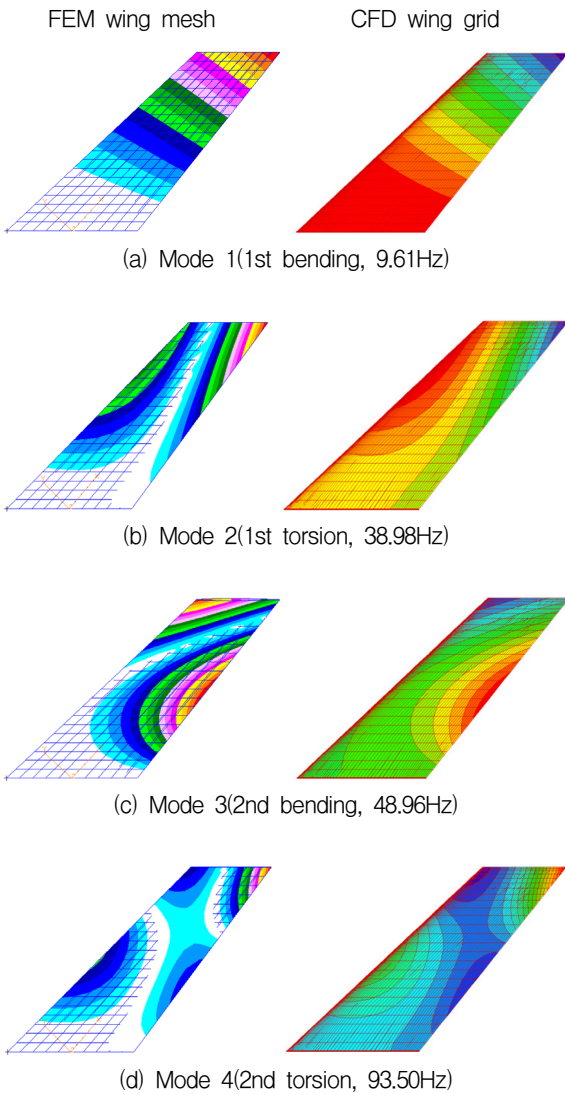 FEM wing mesh CFD wing grid
(a) Mode 1(1st bending, 9.61Hz)
(b) Mode 2(1st torsion, 38.98Hz)
(c) Mode 3(2nd bending, 48.96Hz)
(d) Mode 4(2nd torsion, 93.50Hz)